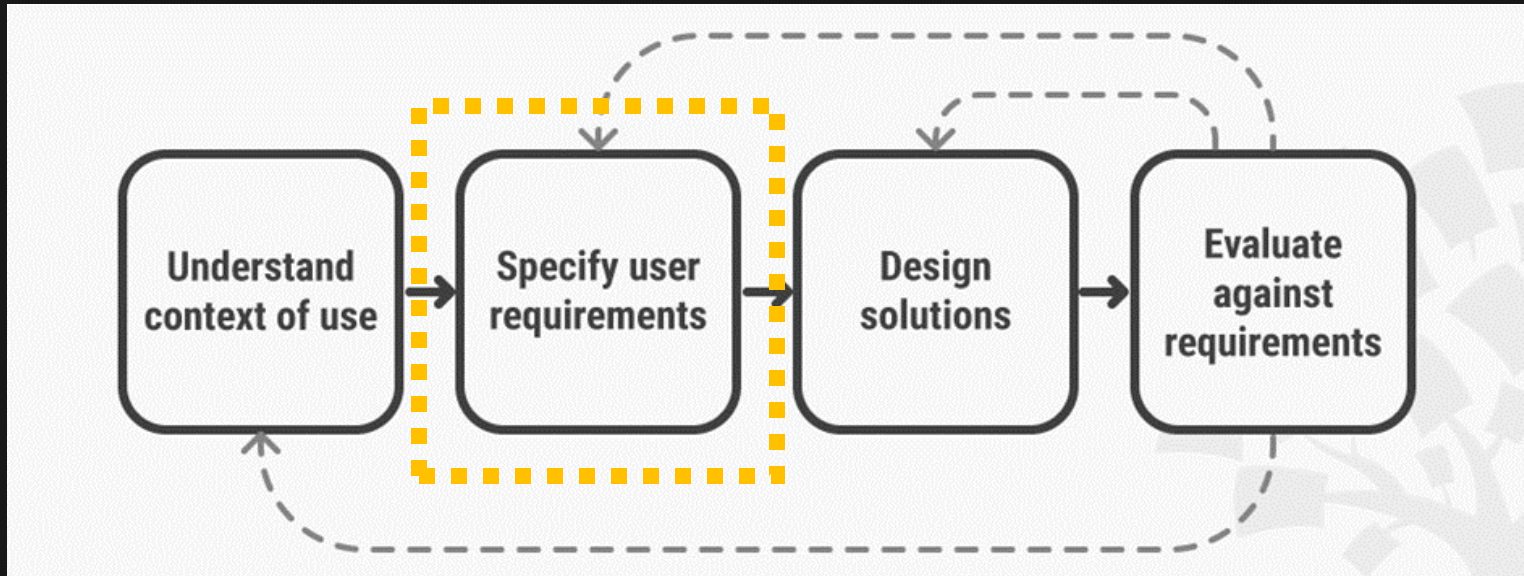 Understand
context of use
Specify user
requirements
Design
solutions
Evaluate
against
requirements